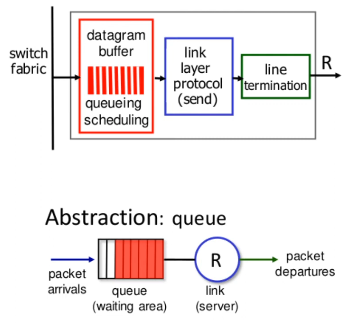 switch
fabric
datagram
buffer
queueing
scheduling
link
layer
protocol
(send)
line
termination
R
Abstraction: queue
packet
arrivals
queue
(waiting area)
R
link
(server)
packet
departures